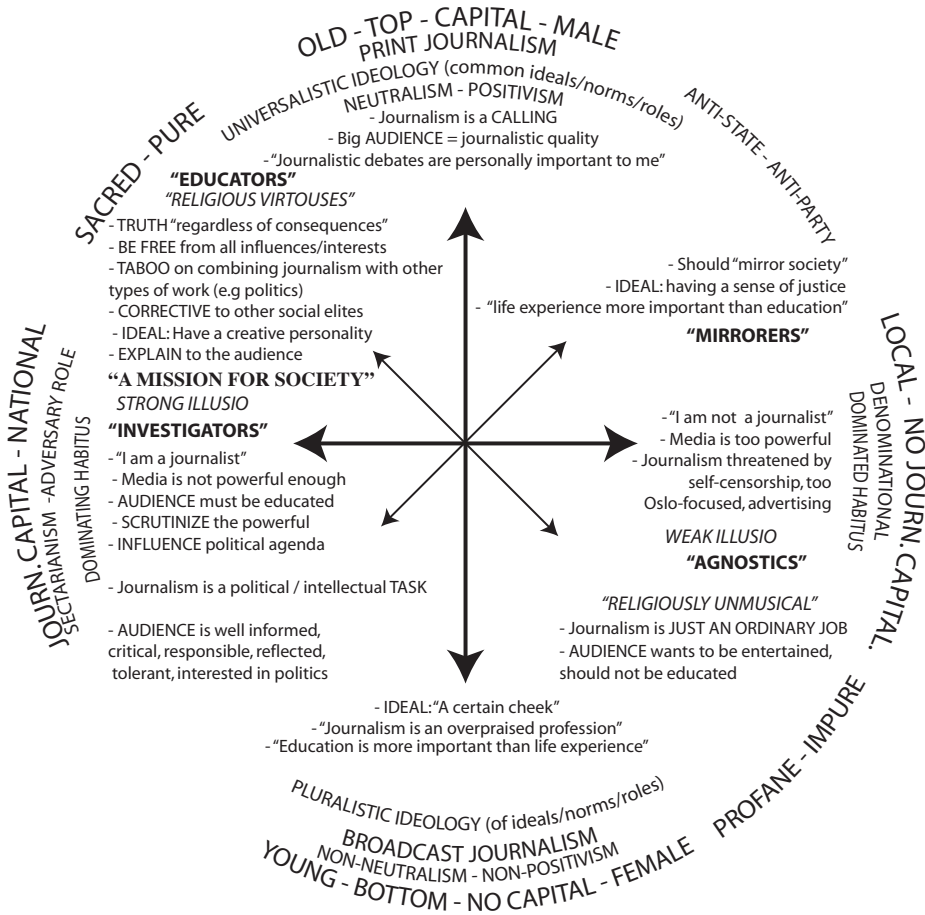 OLD - TOP - CAPITAL - MALE
PRINT JOURNALISM
UNIVERSALISTIC IDEOLOGY (common ideals/norms/roles)
NEUTRALISM - POSITIVISM
- Journalism is a CALLING
- Big AUDIENCE = journalistic quality
- “Journalistic debates are personally important to me”
SACRED - PURE
ANTI-STATE - ANTI-PARTY
“EDUCATORS”
“RELIGIOUS VIRTOUSES”
- TRUTH “regardless of consequences”
- BE FREE from all influences/interests
- TABOO on combining journalism with other
types of work (e.g politics)
- CORRECTIVE to other social elites
- IDEAL: Have a creative personality
- EXPLAIN to the audience
“A MISSION FOR SOCIETY”
STRONG ILLUSIO
- Should “mirror society”
- IDEAL: having a sense of justice
- “life experience more important than education”
“MIRRORERS”
JOURN. CAPITAL - NATIONAL
SECTARIANISM - ADVERSARY ROLE
DOMINATING HABITUS
“INVESTIGATORS”
- “I am a journalist”
- Media is not powerful enough
- AUDIENCE must be educated
- SCRUTINIZE the powerful
- INFLUENCE political agenda
- Journalism is a political / intellectual TASK
- AUDIENCE is well informed,
critical, responsible, reflected,
tolerant, interested in politics
LOCAL - NO JOURN. CAPITAL.
DENOMINATIONAL
DOMINATED HABITUS
- “I am not a journalist”
- Media is too powerful
- Journalism threatened by
self-censorship, too
Oslo-focused, advertising
WEAK ILLUSIO
“AGNOSTICS”
“RELIGIOUSLY UNMUSICAL”
- Journalism is JUST AN ORDINARY JOB
- AUDIENCE wants to be entertained,
should not be educated
- IDEAL: “A certain cheek”
- “Journalism is an overpraised profession”
- “Education is more important than life experience”
PROFANE - IMPURE
PLURALISTIC IDEOLOGY (of ideals/norms/roles)
BROADCAST JOURNALISM
NON-NEUTRALISM - NON-POSITIVISM
YOUNG - BOTTOM - NO CAPITAL - FEMALE